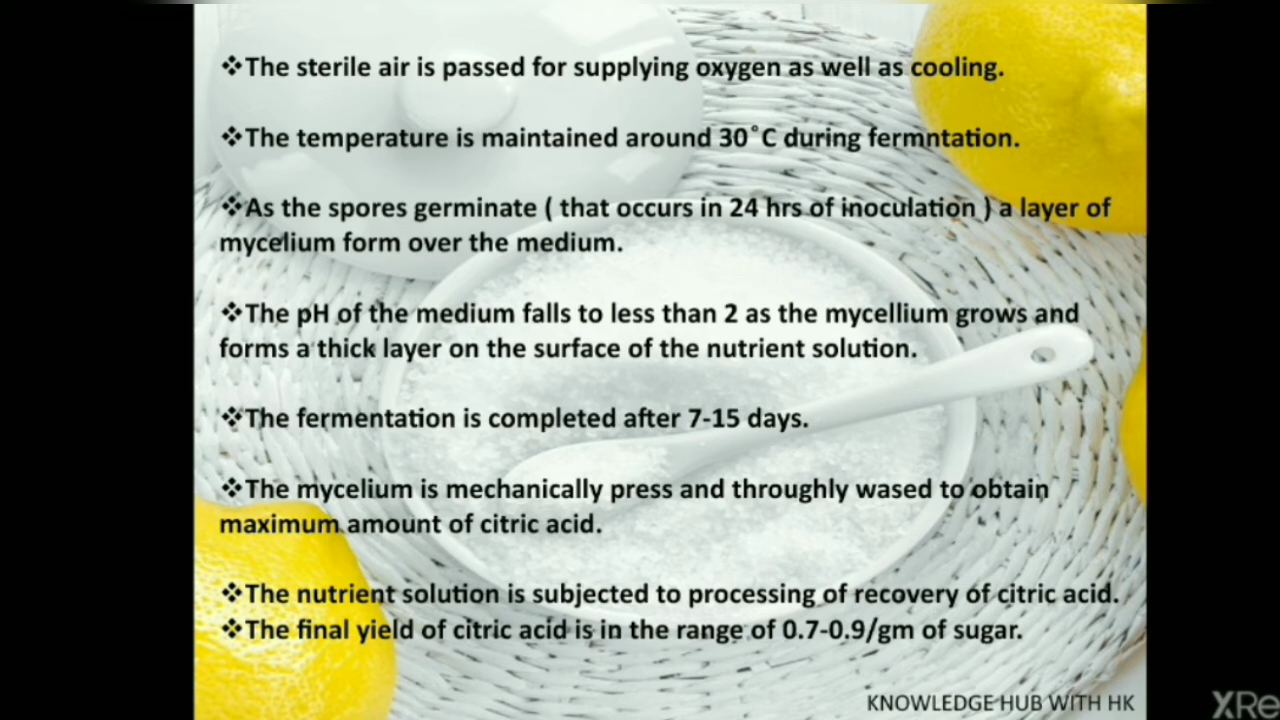 ❖The sterile air is passed for supplying oxygen as well as cooling.
❖The temperature is maintained around 30˚C during fermntation.
❖As the spores germinate ( that occurs in 24 hrs of inoculation ) a layer of
mycelium form over the medium.
❖The pH of the medium falls to less than 2 as the mycellium grows and
forms a thick layer on the surface of the nutrient solution.
❖The fermentation is completed after 7-15 days.
❖The mycelium is mechanically press and throughly wased to obtain
maximum amount of citric acid.
❖The nutrient solution is subjected to processing of recovery of citric acid.
❖The final yield of citric acid is in the range of 0.7-0.9/gm of sugar.
KNOWLEDGE HUB WITH HK
XRe